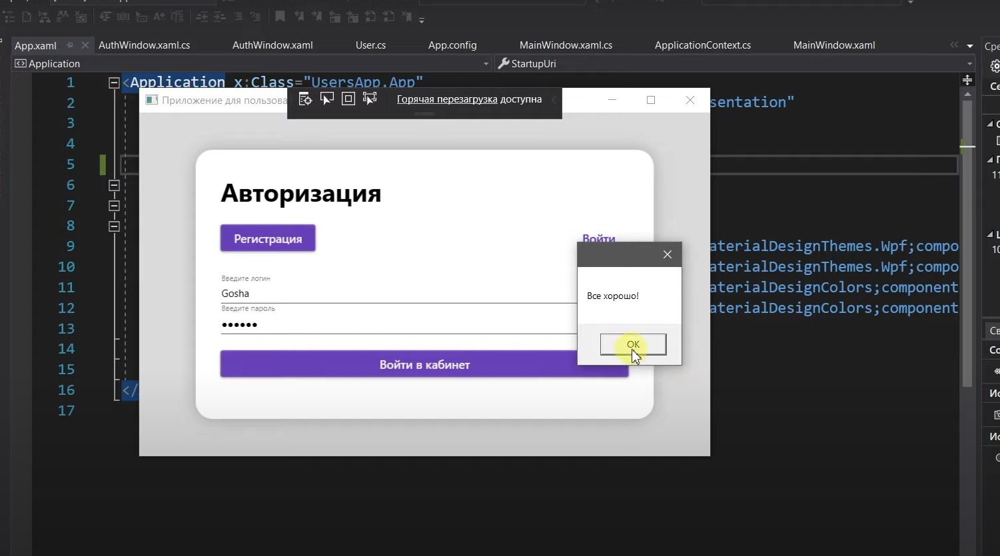 App.xaml
AuthWindow.xaml.cs
AuthWindow.xaml
User.cs
App.config
MainWindow.xaml.cs
ApplicationContext.cs
MainWindow.xaml
Application
StartupUri
1
<Application x:Class="UsersApp.App"
2
sentation"
3
4
5
6
7
8
9
aterialDesignThemes.Wpf;compo
10
aterialDesignThemes.Wpf;compo
11
aterialDesignColors;component
12
aterialDesignColors;component
13
14
15
16
</
17
Приложение для пользова
Горячая перезагрузка доступна
Авторизация
Регистрация
Войти
Введите логин
Gosha
Введите пароль
••••••
Войти в кабинет
Все хорошо!
OK